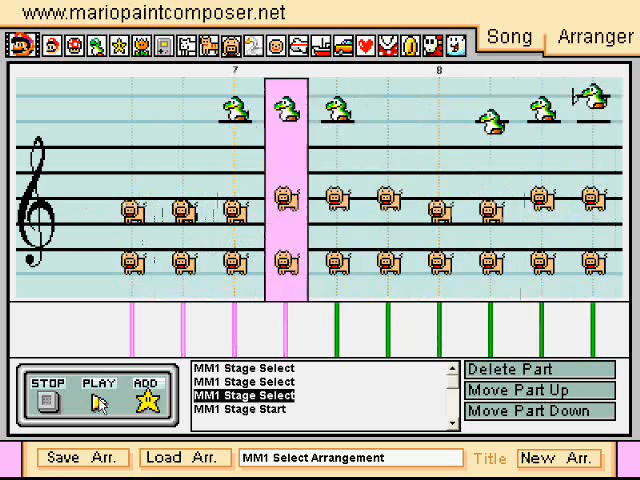 www.mariopaintcomposer.net
Song
Arranger
7
8
STOP PLAY ADD
MM1 Stage Select
MM1 Stage Select
MM1 Stage Select
MM1 Stage Start
Delete Part
Move Part Up
Move Part Down
Save Arr.
Load Arr.
MM1 Select Arrangement
Title
New Arr.